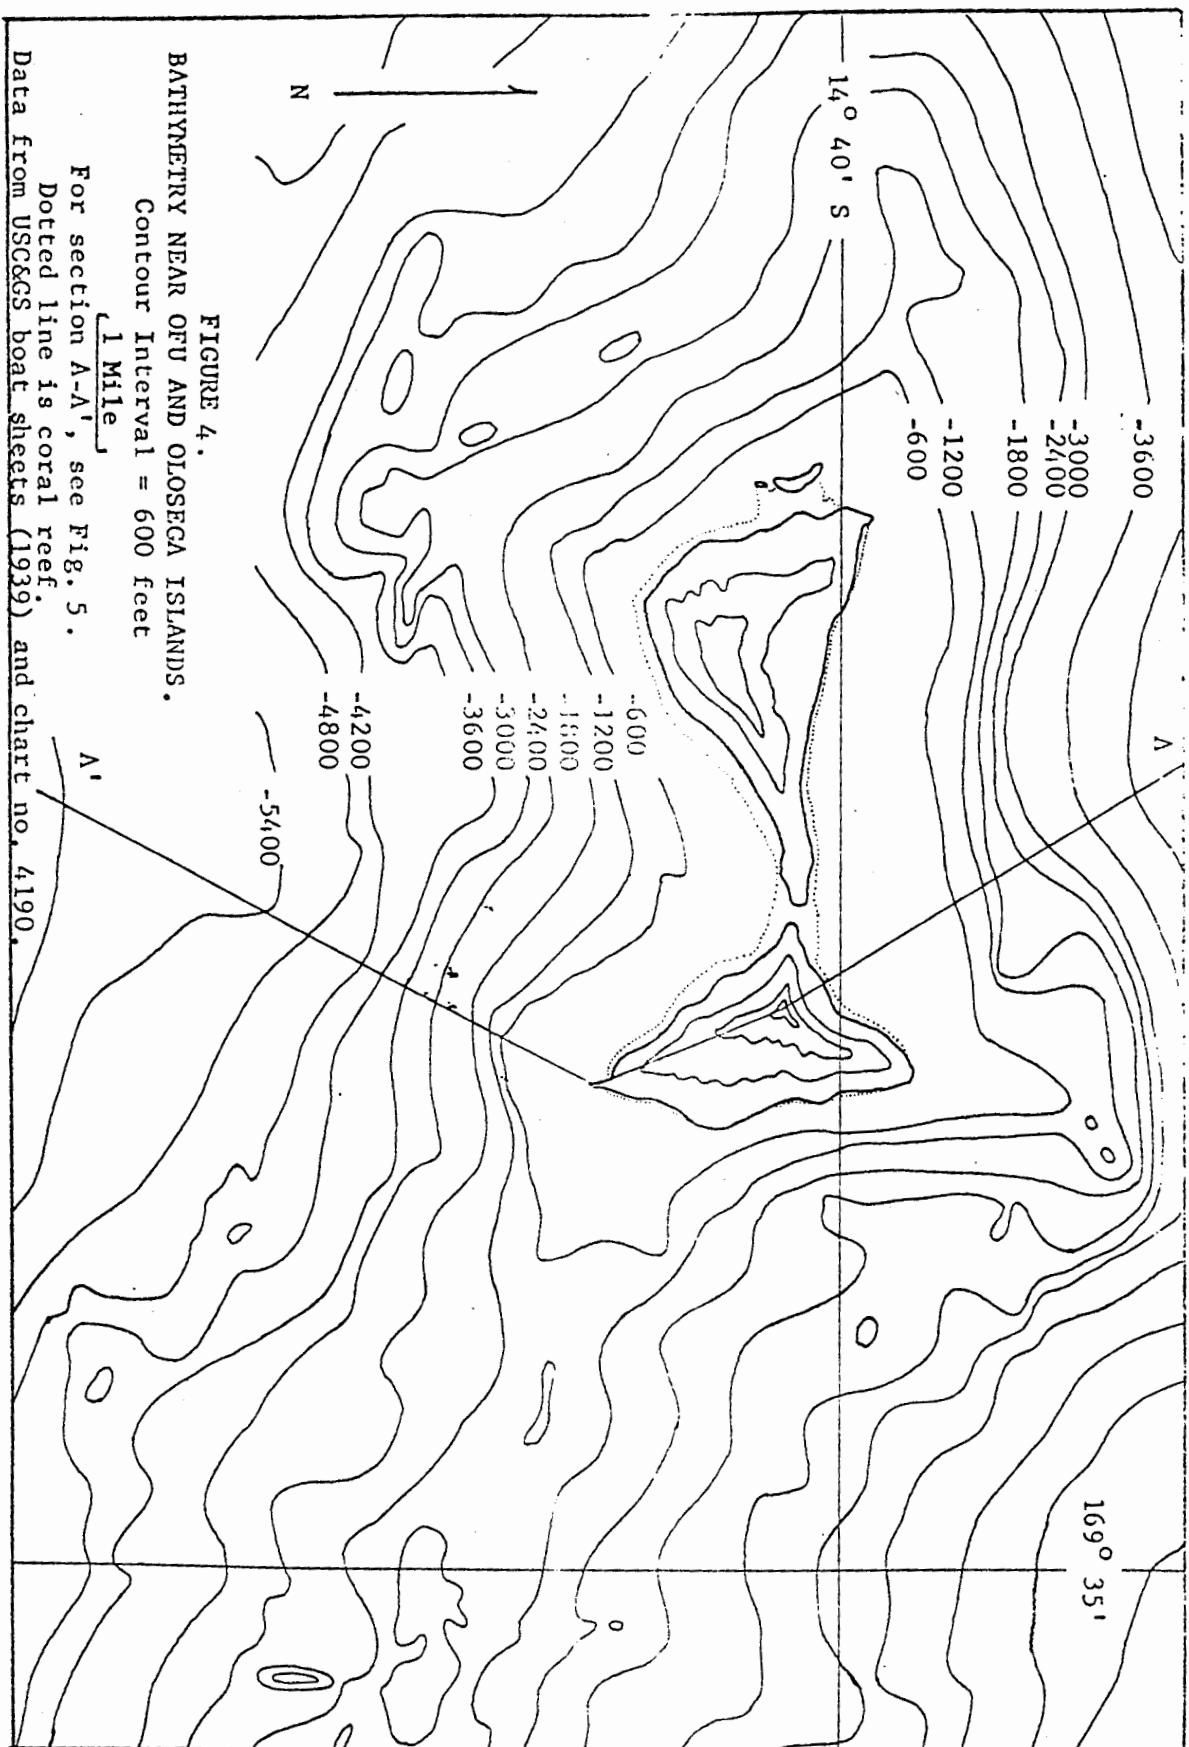 -3600
-3000
-2400
-1800
-1200
-600
14° 40' S
169° 35'
A
-600
-1200
-1800
-2400
-3000
-3600
-4200
-4800
-5400
A'
N
FIGURE 4.
BATHYMETRY NEAR OFU AND OLOSEGA ISLANDS.
Contour Interval = 600 feet
1 Mile
For section A-A', see Fig. 5.
Dotted line is coral reef.
Data from USC&GS boat sheets (1939) and chart no. 4190.